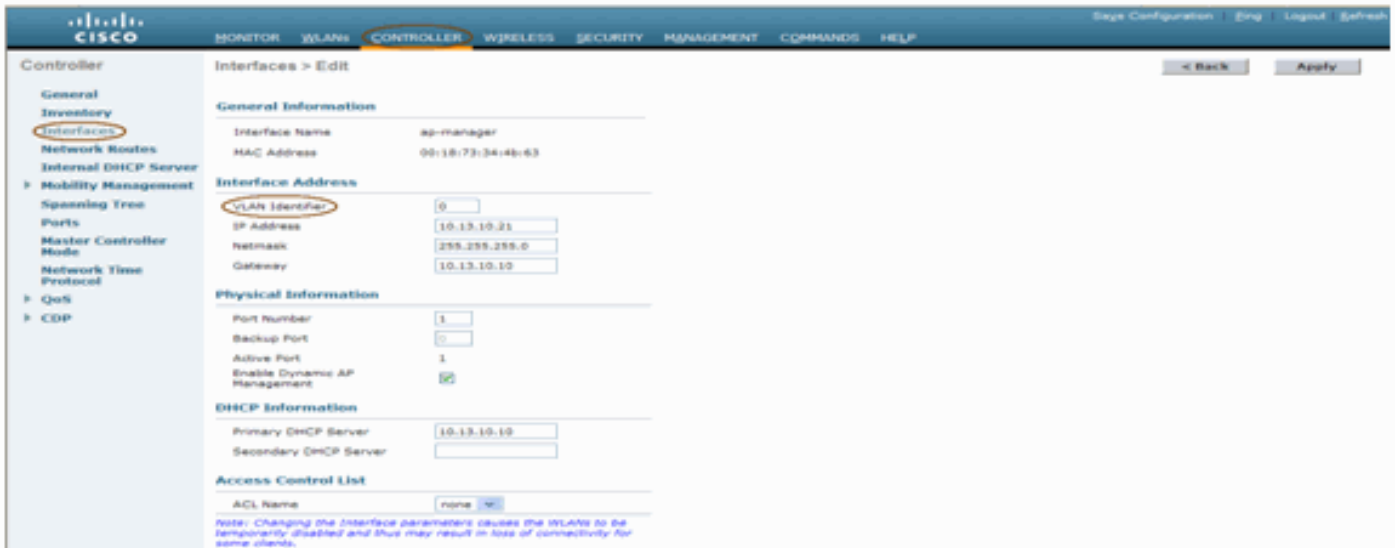 Save Configuration | Ping | Logout | Refresh
CISCO
MONITOR WLANs CONTROLLER WIRELESS SECURITY MANAGEMENT COMMANDS HELP
Controller
General
Inventory
Interfaces
Network Routes
Internal DHCP Server
Mobility Management
Spanning Tree
Ports
Master Controller
Mode
Network Time
Protocol
QoS
CDP
Interfaces > Edit
< Back
Apply
General Information
Interface Name ap-manager
MAC Address 00:18:73:34:4b:63
Interface Address
VLAN Identifier 0
IP Address 10.13.10.21
Netmask 255.255.255.0
Gateway 10.13.10.10
Physical Information
Port Number 1
Backup Port 0
Active Port 1
Enable Dynamic AP
Management
DHCP Information
Primary DHCP Server 10.13.10.10
Secondary DHCP Server
Access Control List
ACL Name none
Note: Changing the Interface parameters causes the WLANs to be
temporarily disabled and thus may result in loss of connectivity for
some clients.